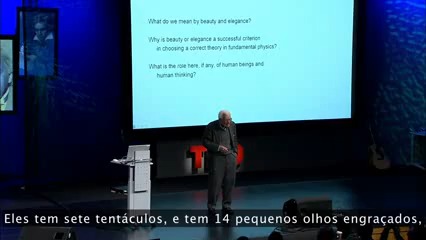 What do we mean by beauty and elegance?
Why is beauty or elegance a successful criterion
in choosing a correct theory in fundamental physics?
What is the role here, if any, of human beings and
human thinking?
Eles tem sete tentáculos, e tem 14 pequenos olhos engraçados,